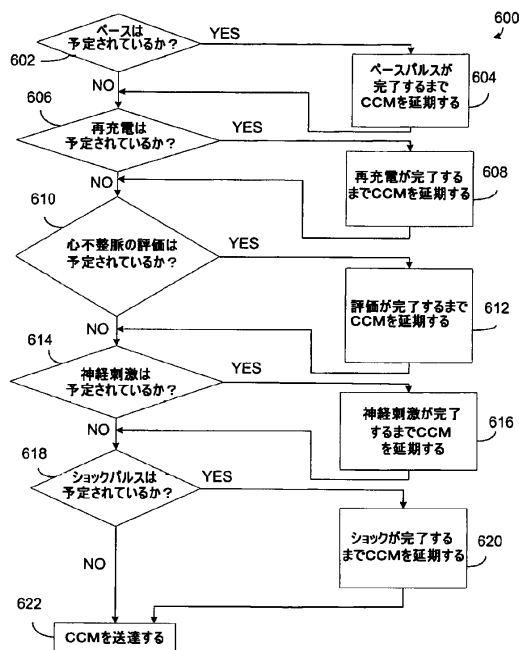 600
ペースは
予定されているか?
YES
602
NO
ペースパルスが
完了するまで
CCMを延期する
604
606
再充電は
予定されているか?
YES
NO
再充電が完了する
までCCMを延期する
608
610
心不整脈の評価は
予定されているか?
YES
NO
評価が完了するまで
CCMを延期する
612
614
神経刺激は
予定されているか?
YES
NO
神経刺激が完了
するまでCCM
を延期する
616
618
ショックパルスは
予定されているか?
YES
NO
ショックが完了する
までCCMを延期する
620
622
CCMを送達する